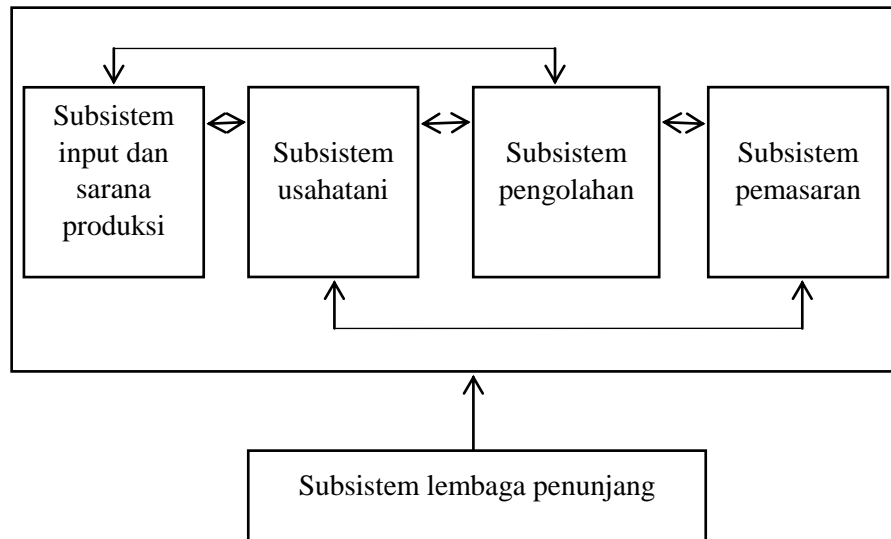 Subsistem
input dan
sarana
produksi
Subsistem
usahatani
Subsistem
pengolahan
Subsistem
pemasaran
Subsistem lembaga penunjang